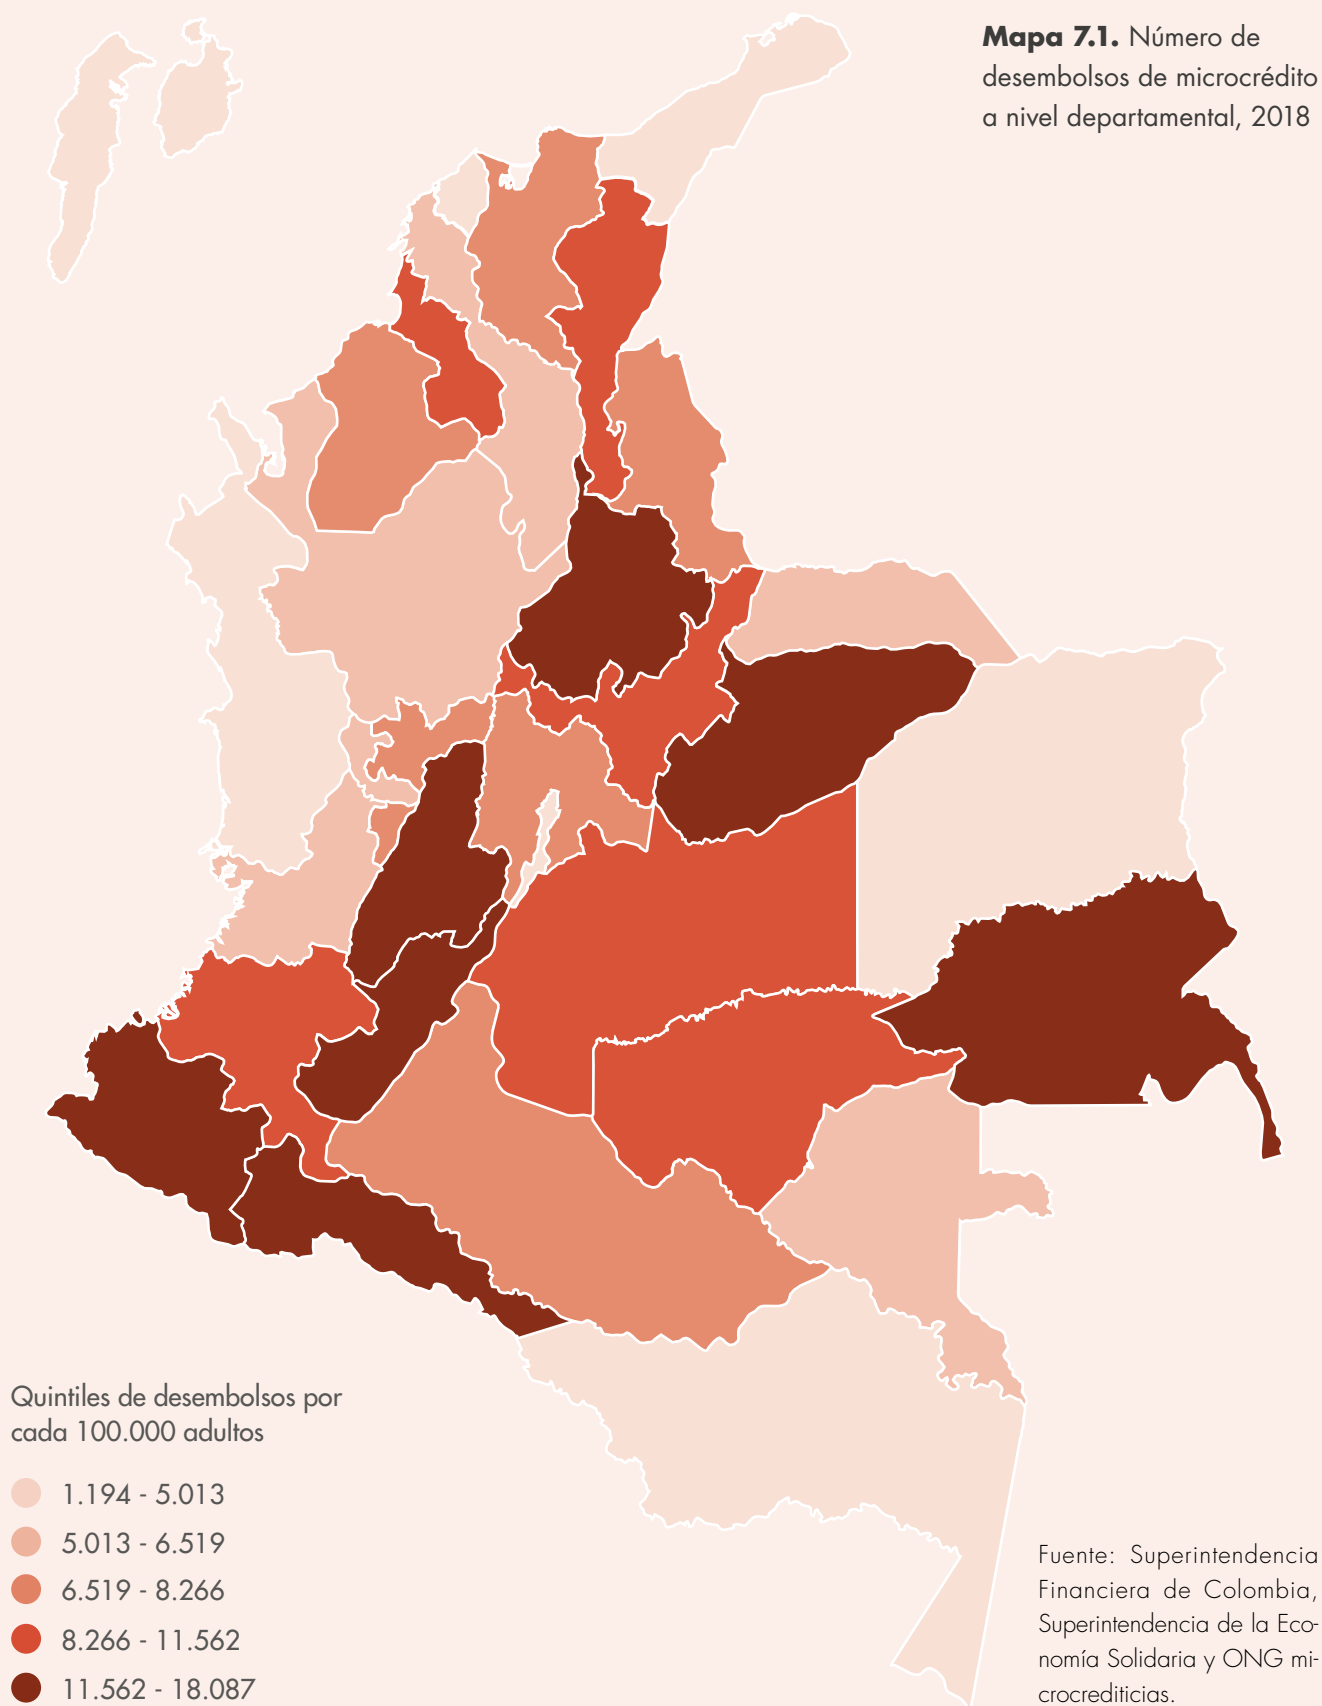 Mapa 7.1. Número de
desembolsos de microcrédito
a nivel departamental, 2018
Quintiles de desembolsos por
cada 100.000 adultos
1.194 - 5.013
5.013 - 6.519
6.519 - 8.266
8.266 - 11.562
11.562 - 18.087
Fuente: Superintendencia
Financiera de Colombia,
Superintendencia de la Eco-
nomía Solidaria y ONG mi-
crocrediticias.